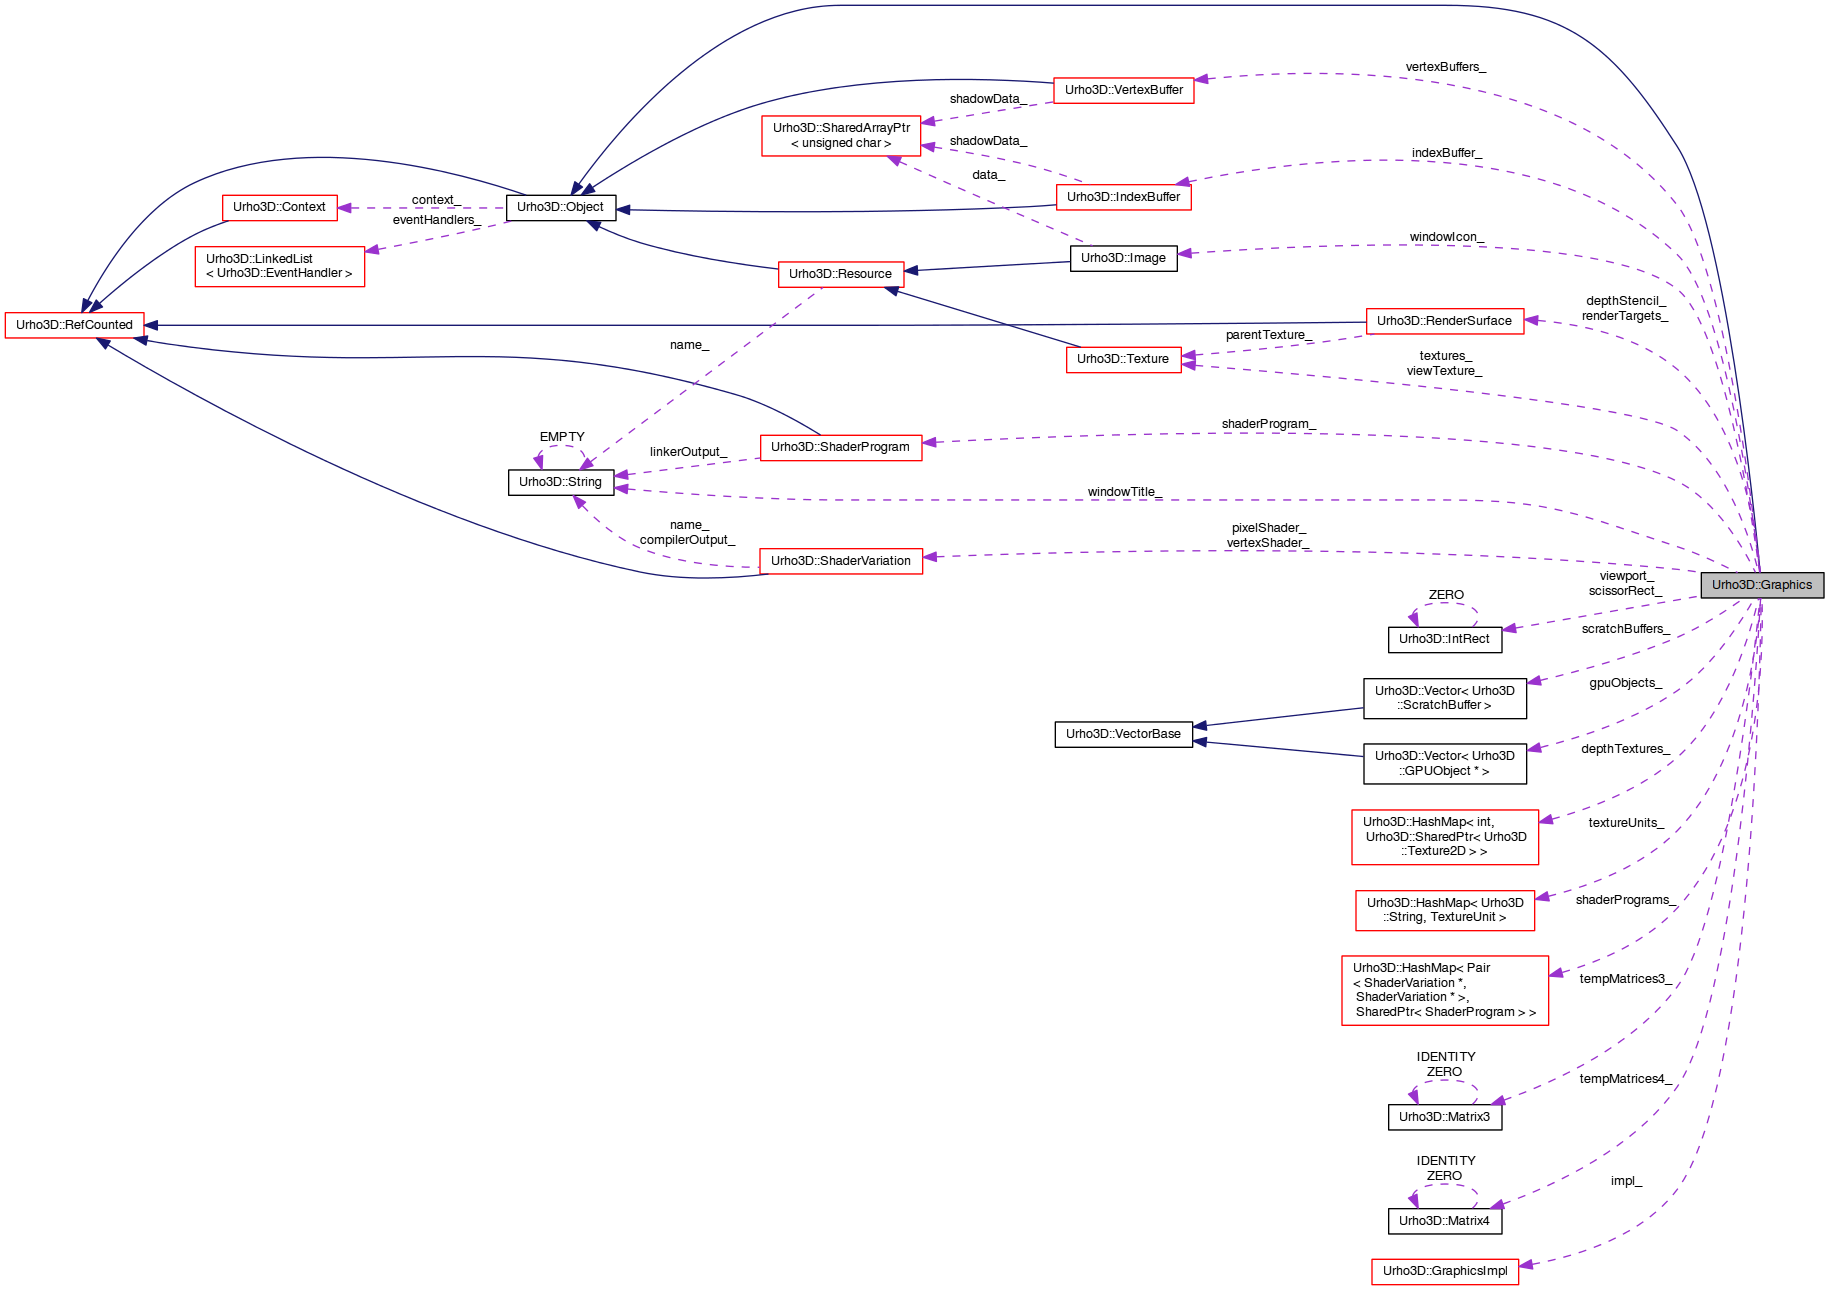 vertexBuffers_
Urho3D::VertexBuffer
shadowData_
Urho3D::SharedArrayPtr
< unsigned char >
shadowData_
indexBuffer_
data_
Urho3D::IndexBuffer
Urho3D::Context
context_
Urho3D::Object
eventHandlers_
windowIcon_
Urho3D::LinkedList
< Urho3D::EventHandler >
Urho3D::Image
Urho3D::Resource
depthStencil_
renderTargets_
Urho3D::RefCounted
Urho3D::RenderSurface
parentTexture_
name_
Urho3D::Texture
textures_
viewTexture_
shaderProgram_
EMPTY
linkerOutput_
Urho3D::ShaderProgram
Urho3D::String
windowTitle_
name_
compilerOutput_
pixelShader_
vertexShader_
Urho3D::ShaderVariation
Urho3D::Graphics
viewport_
scissorRect_
ZERO
Urho3D::IntRect
scratchBuffers_
Urho3D::Vector< Urho3D
::ScratchBuffer >
gpuObjects_
Urho3D::VectorBase
Urho3D::Vector< Urho3D
::GPUObject * >
depthTextures_
Urho3D::HashMap< int,
Urho3D::SharedPtr< Urho3D
::Texture2D > >
textureUnits_
Urho3D::HashMap< Urho3D
::String, TextureUnit >
shaderPrograms_
Urho3D::HashMap< Pair
< ShaderVariation *,
ShaderVariation * >,
SharedPtr< ShaderProgram > >
tempMatrices3_
IDENTITY
ZERO
Urho3D::Matrix3
tempMatrices4_
IDENTITY
ZERO
Urho3D::Matrix4
impl_
Urho3D::GraphicsImpl